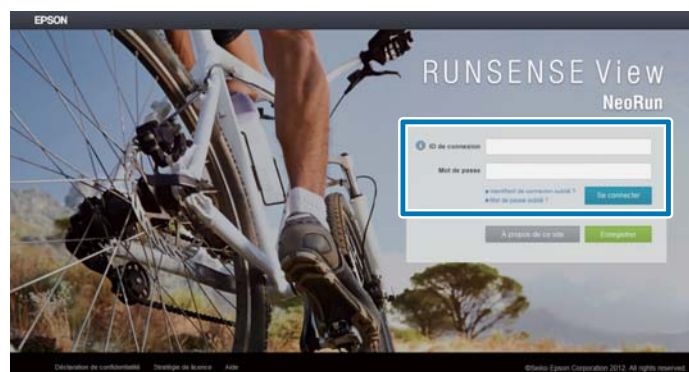 EPSON
RUNSENSE View
NeoRun
ID de connexion
Mot de passe
Identifiant de connexion oublié ?
Mot de passe oublié ?
Se connecter
À propos de ce site
Enregistrer
Déclaration de confidentialité Stratégie de licence Aide
©Seiko Epson Corporation 2012. All rights reserved.